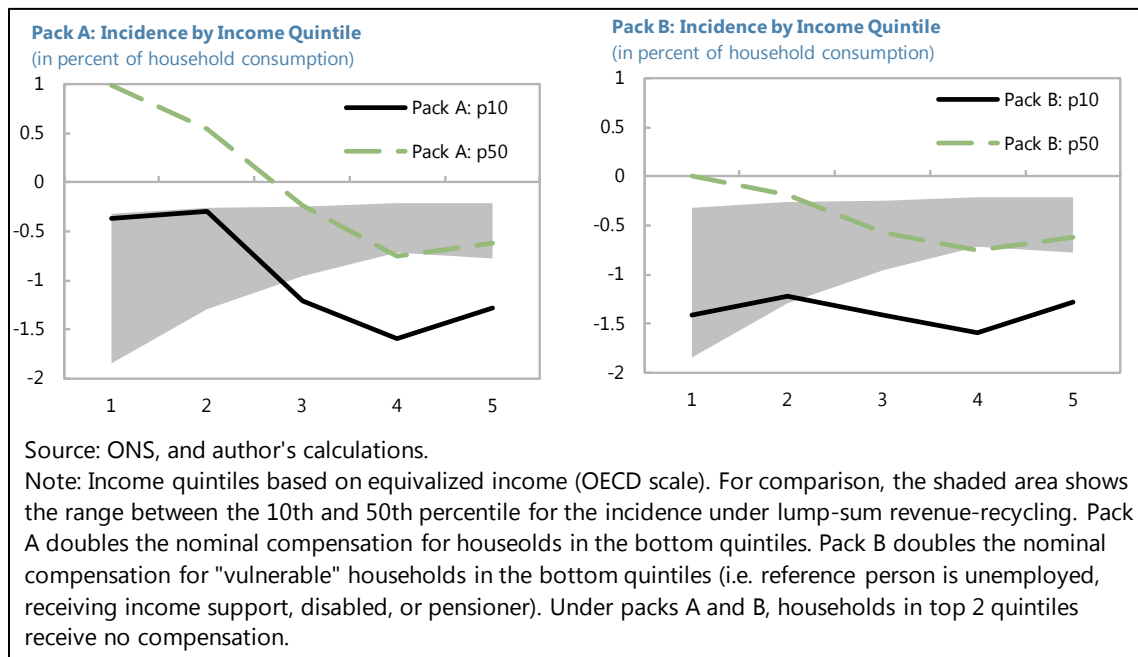 Pack A: Incidence by Income Quintile
(in percent of household consumption)
1
0.5
0
-0.5
-1
-1.5
-2
1 2 3 4 5
Pack A: p10
Pack A: p50
Pack B: Incidence by Income Quintile
(in percent of household consumption)
1
0.5
0
-0.5
-1
-1.5
-2
1 2 3 4 5
Pack B: p10
Pack B: p50
Source: ONS, and author's calculations.
Note: Income quintiles based on equivalized income (OECD scale). For comparison, the shaded area shows
the range between the 10th and 50th percentile for the incidence under lump-sum revenue-recycling. Pack
A doubles the nominal compensation for houseolds in the bottom quintiles. Pack B doubles the nominal
compensation for "vulnerable" households in the bottom quintiles (i.e. reference person is unemployed,
receiving income support, disabled, or pensioner). Under packs A and B, households in top 2 quintiles
receive no compensation.